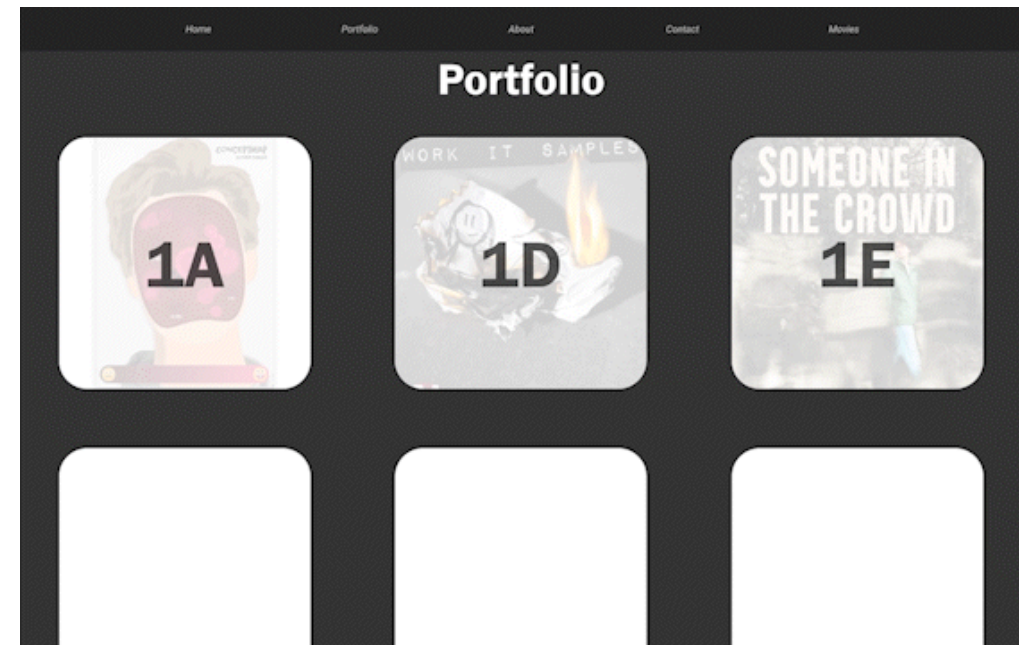 Home Portfolio About Contact Movies
Portfolio
WORK IT SAMPLES
SOMEONE IN
THE CROWD
1A 1D 1E